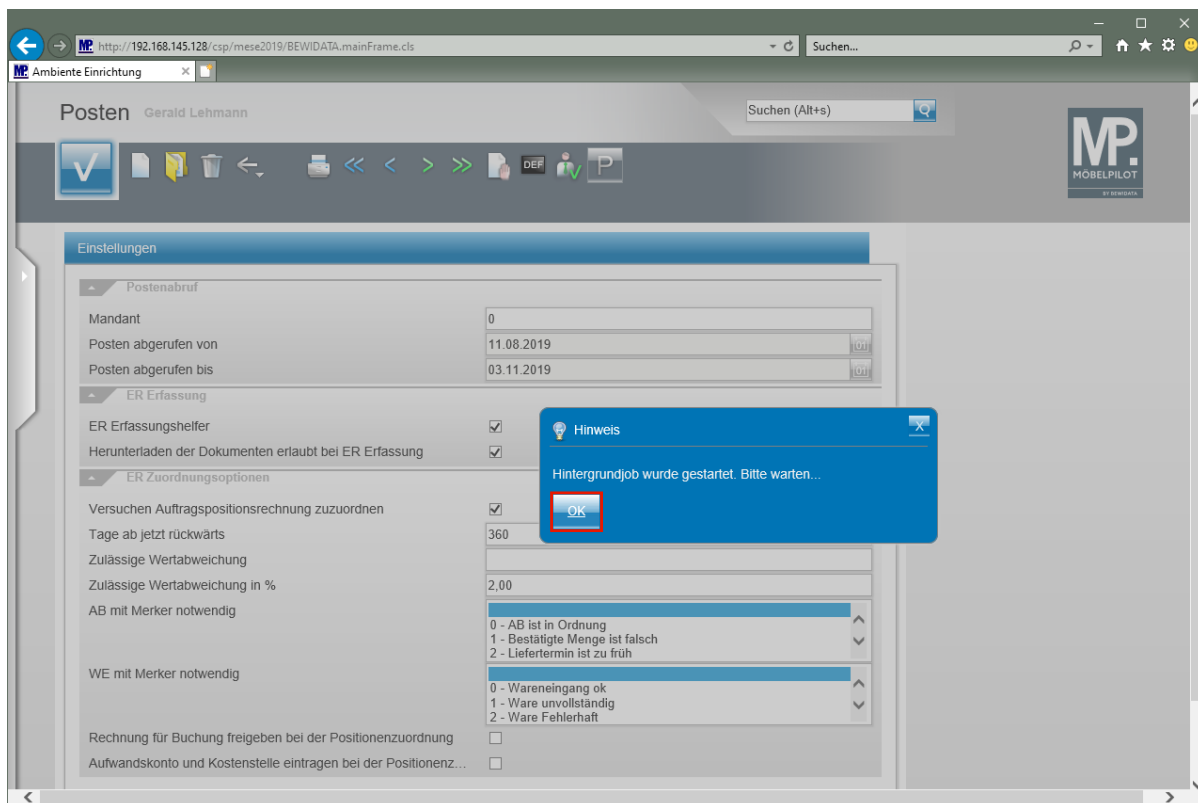 http://192.168.145.128/csp/mese2019/BEWIDATA.mainFrame.cls
Suchen...
Ambiente Einrichtung
Posten Gerald Lehmann
Suchen (Alt+s)
DEF
P
MP.
MÖBELPILOT
BY BEWIDATA
Einstellungen
Postenabruf
Mandant 0
Posten abgerufen von 11.08.2019
Posten abgerufen bis 03.11.2019
ER Erfassung
ER Erfassungshelfer
Herunterladen der Dokumenten erlaubt bei ER Erfassung
Hinweis
X
Hintergrundjob wurde gestartet. Bitte warten...
OK
ER Zuordnungsoptionen
Versuchen Auftragspositionsrechnung zuzuordnen
Tage ab jetzt rückwärts 360
Zulässige Wertabweichung
Zulässige Wertabweichung in % 2,00
AB mit Merker notwendig
0 - AB ist in Ordnung
1 - Bestätigte Menge ist falsch
2 - Liefertermin ist zu früh
WE mit Merker notwendig
0 - Wareneingang ok
1 - Ware unvollständig
2 - Ware Fehlerhaft
Rechnung für Buchung freigeben bei der Positionenzuordnung
Aufwandskonto und Kostenstelle eintragen bei der Positionenz...